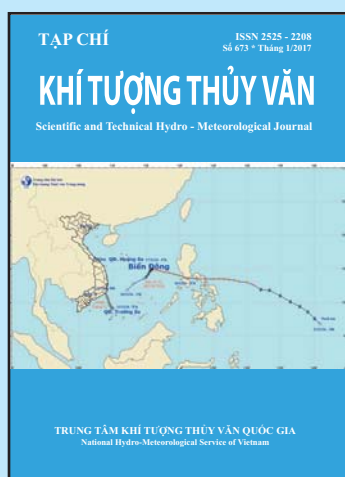 TẠP CHÍ
ISSN 2525 - 2208
Số 673 * Tháng 1/2017
KHÍ TƯỢNG THỦY VĂN
Scientific and Technical Hydro - Meteorological Journal
Biển Đông
TRUNG TÂM KHÍ TƯỢNG THỦY VĂN QUỐC GIA
National Hydro-Meteorological Service of Vietnam